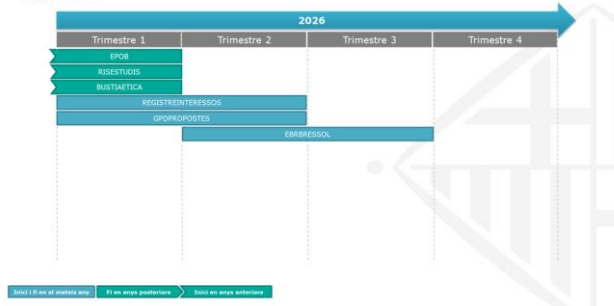 2026
Trimestre 1 Trimestre 2 Trimestre 3 Trimestre 4
EPOB
RISESTUDIS
BUSTIAETICA
REGISTREINTERESSOS
GPDPROPOSTES
EBRBRESSOL
Inici i fi en al mateix any Fi en anys posteriors Inici en anys anteriors